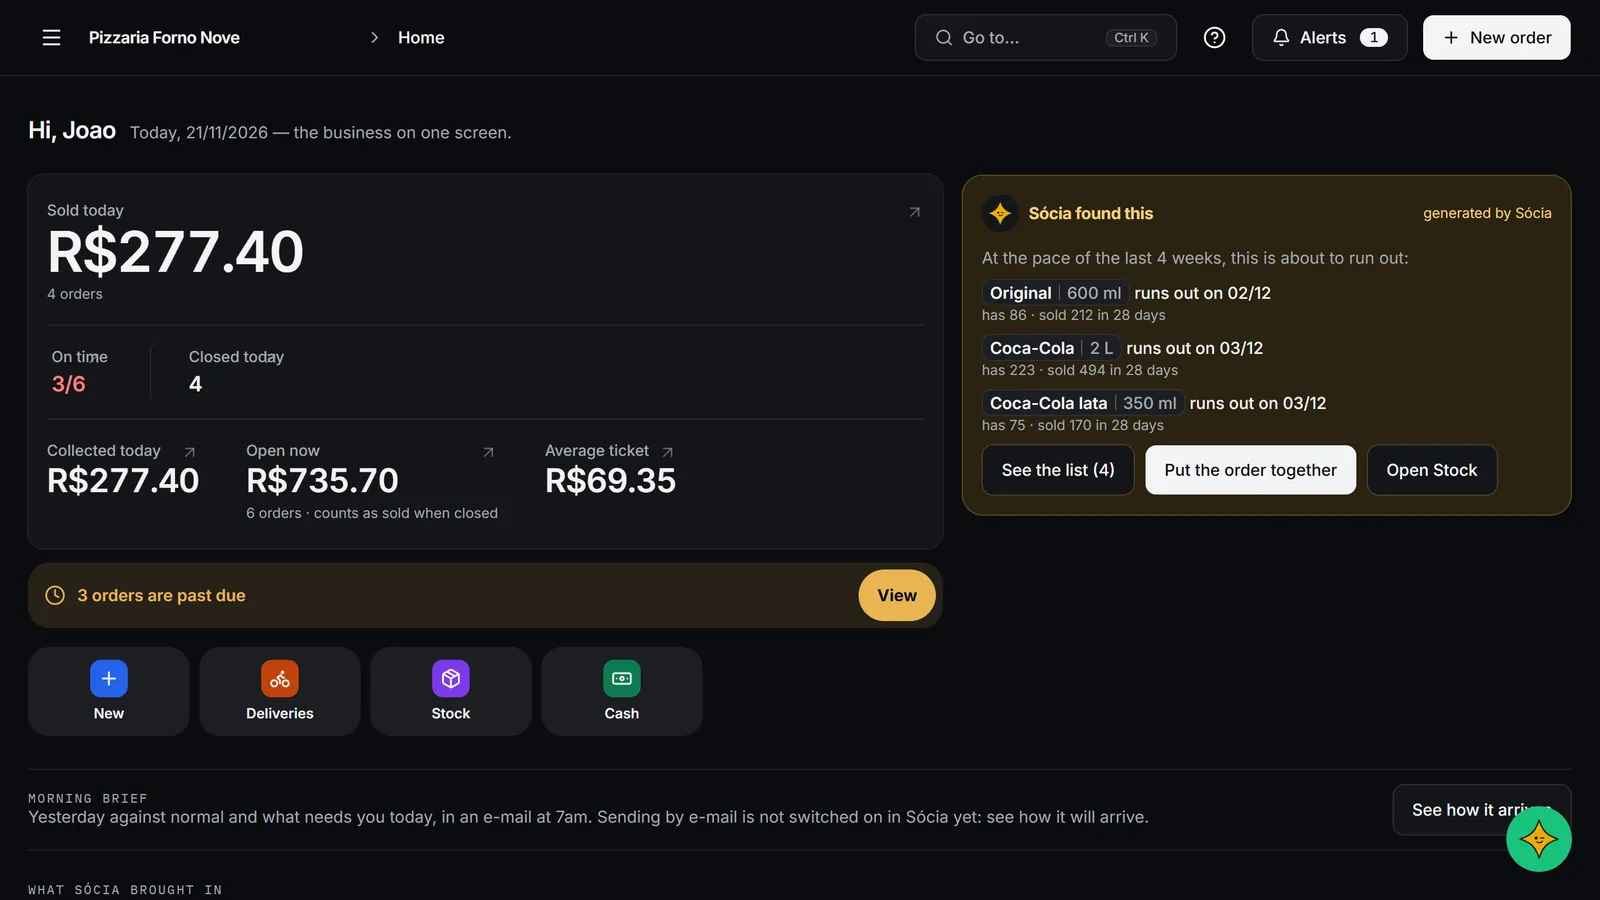 Pizzaria Forno Nove
Home
Go to...
Ctrl K
Alerts 1
New order
Hi, Joao
Today, 21/11/2026 — the business on one screen.
Sold today
R$277.40
4 orders
On time
3/6
Closed today
4
Collected today
R$277.40
Open now
R$735.70
6 orders · counts as sold when closed
Average ticket
R$69.35
Sócia found this
generated by Sócia
At the pace of the last 4 weeks, this is about to run out:
Original 600 ml runs out on 02/12
has 86 · sold 212 in 28 days
Coca-Cola 2 L runs out on 03/12
has 223 · sold 494 in 28 days
Coca-Cola lata 350 ml runs out on 03/12
has 75 · sold 170 in 28 days
See the list (4)
Put the order together
Open Stock
3 orders are past due
View
New
Deliveries
Stock
Cash
MORNING BRIEF
Yesterday against normal and what needs you today, in an e-mail at 7am. Sending by e-mail is not switched on in Sócia yet: see how it will arrive.
See how it
WHAT SÓCIA BROUGHT IN